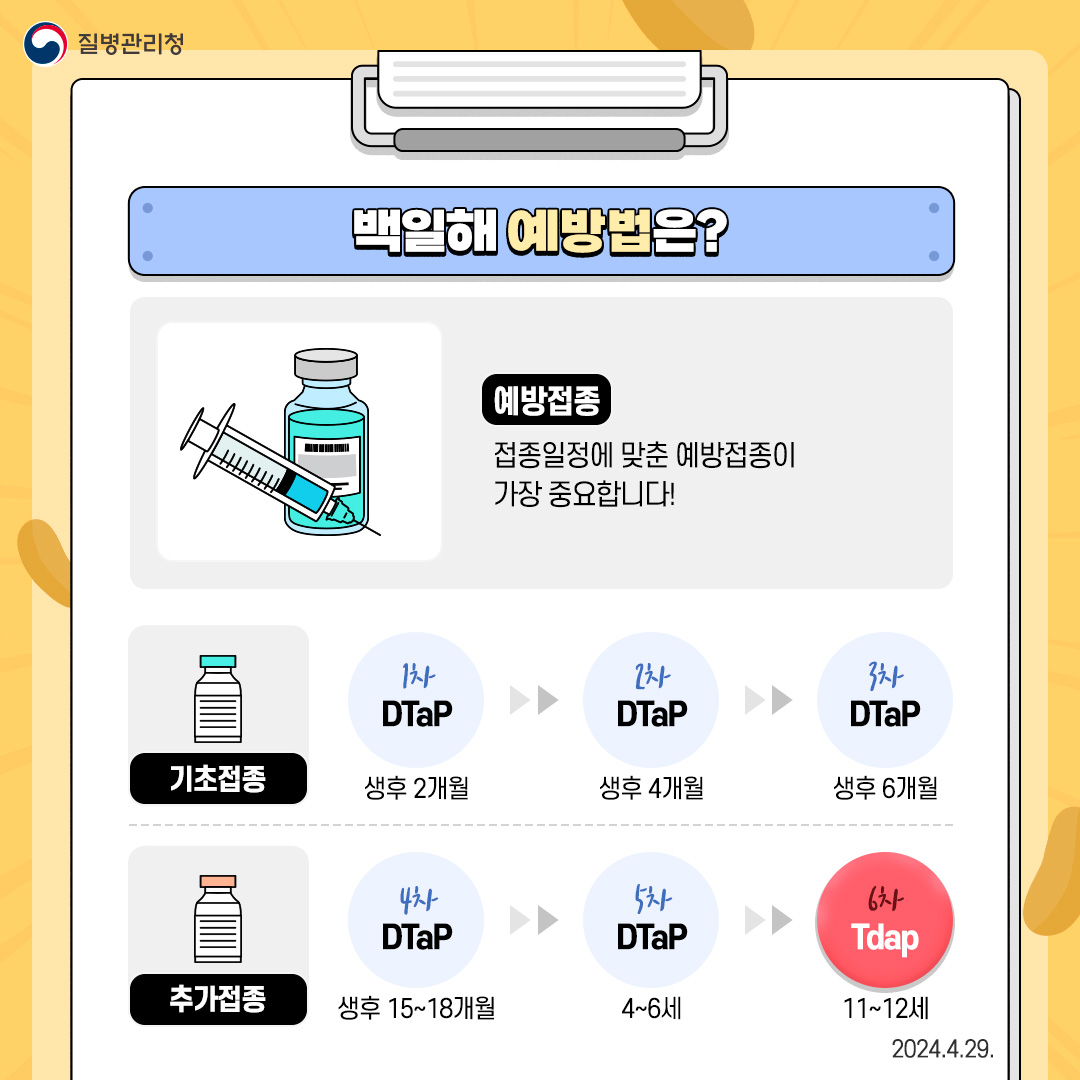 질병관리청
백일해 예방법은?
예방접종
접종일정에 맞춘 예방접종이
가장 중요합니다!
기초접종
1차
DTaP
생후 2개월
2차
DTaP
생후 4개월
3차
DTaP
생후 6개월
추가접종
4차
DTaP
생후 15~18개월
5차
DTaP
4~6세
6차
Tdap
11~12세
2024.4.29.